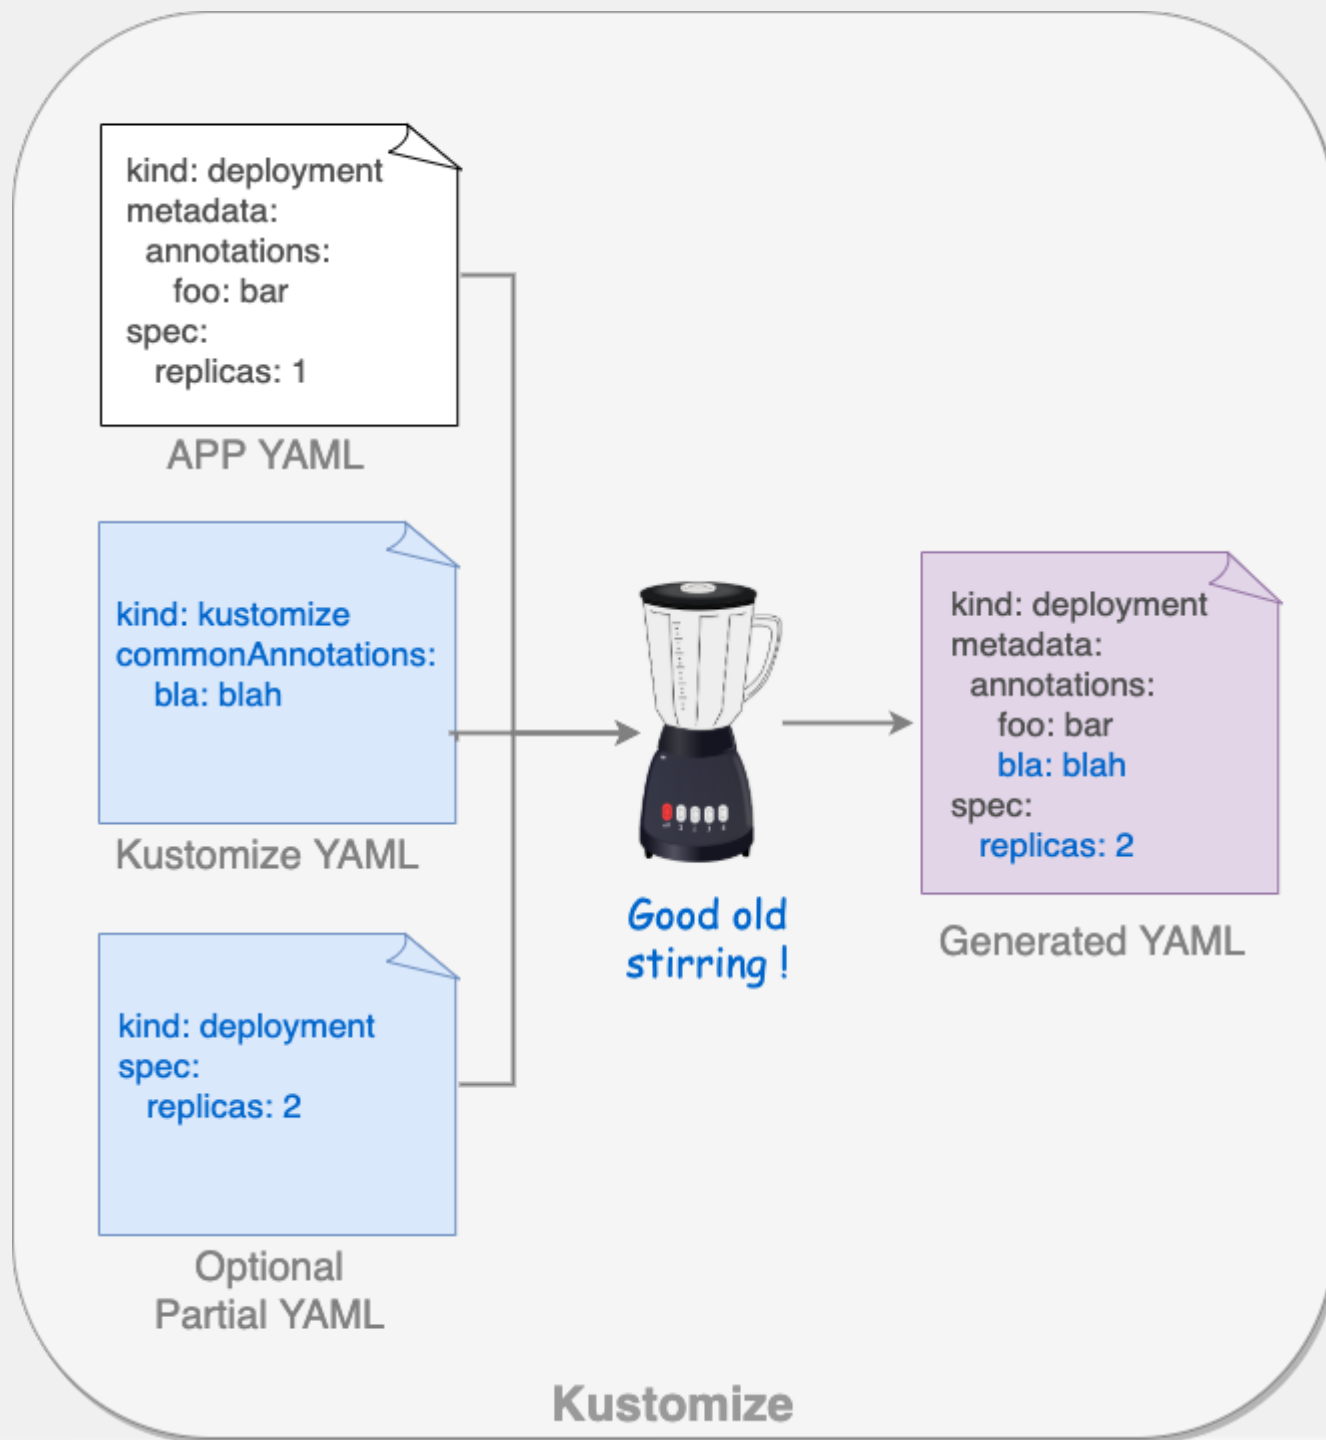 kind: deployment
metadata:
annotations:
foo: bar
spec:
replicas: 1
APP YAML
kind: kustomize
commonAnnotations:
bla: blah
Kustomize YAML
kind: deployment
spec:
replicas: 2
Optional
Partial YAML
Good old
stirring !
kind: deployment
metadata:
annotations:
foo: bar
bla: blah
spec:
replicas: 2
Generated YAML
Kustomize